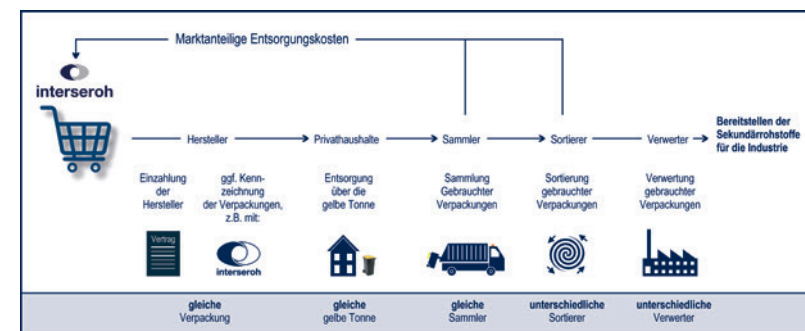 Marktanteilige Entsorgungskosten
interseroh
Hersteller
Privathaushalte
Sammler
Sortierer
Verwerter
Bereitstellen der
Sekundärrohstoffe
für die Industrie
Einzahlung
der
Hersteller
ggf. Kenn-
zeichnung
der Verpackungen,
z.B. mit:
Entsorgung
über die
gelbe Tonne
Sammlung
Gebrauchter
Verpackungen
Sortierung
gebrauchter
Verpackungen
Verwertung
gebrauchter
Verpackungen
Vertrag
interseroh
gleiche
Verpackung
gleiche
gelbe Tonne
gleiche
Sammler
unterschiedliche
Sortierer
unterschiedliche
Verwerter